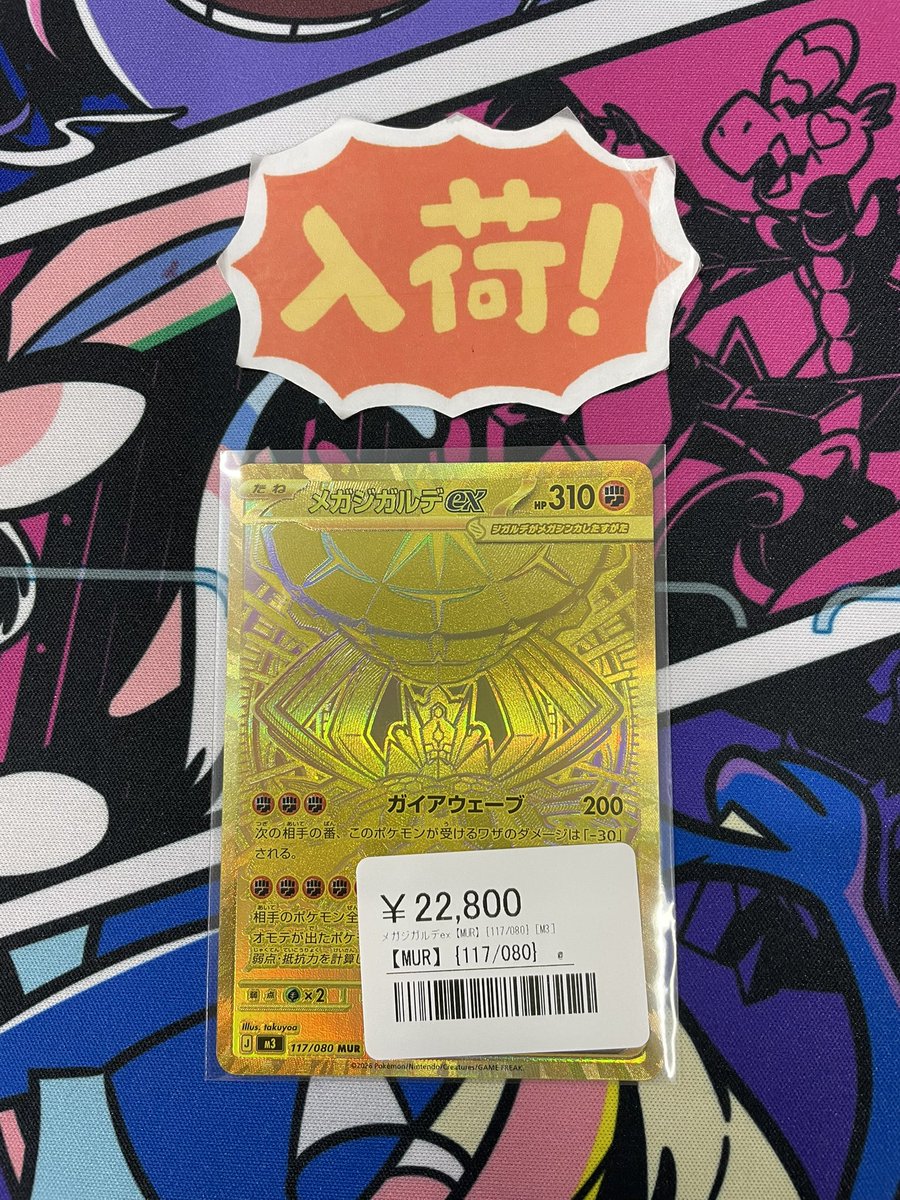 入荷!
たね メガジガルデex HP310
ジガルデがメガシンカしたすがた
ガイアウェーブ 200
次の相手の番、このポケモンが受けるワザのダメージは「-30」
される。
相手のポケモン全
オモテが出たポケ
弱点・抵抗力を計算し
弱点 ×2
¥22,800
メガジガルデex【MUR】{117/080} [M3]
【MUR】 {117/080}
Illus. takuyoa
J M3 117/080 MUR
©2026 Pokémon/Nintendo/Creatures/GAME FREAK.